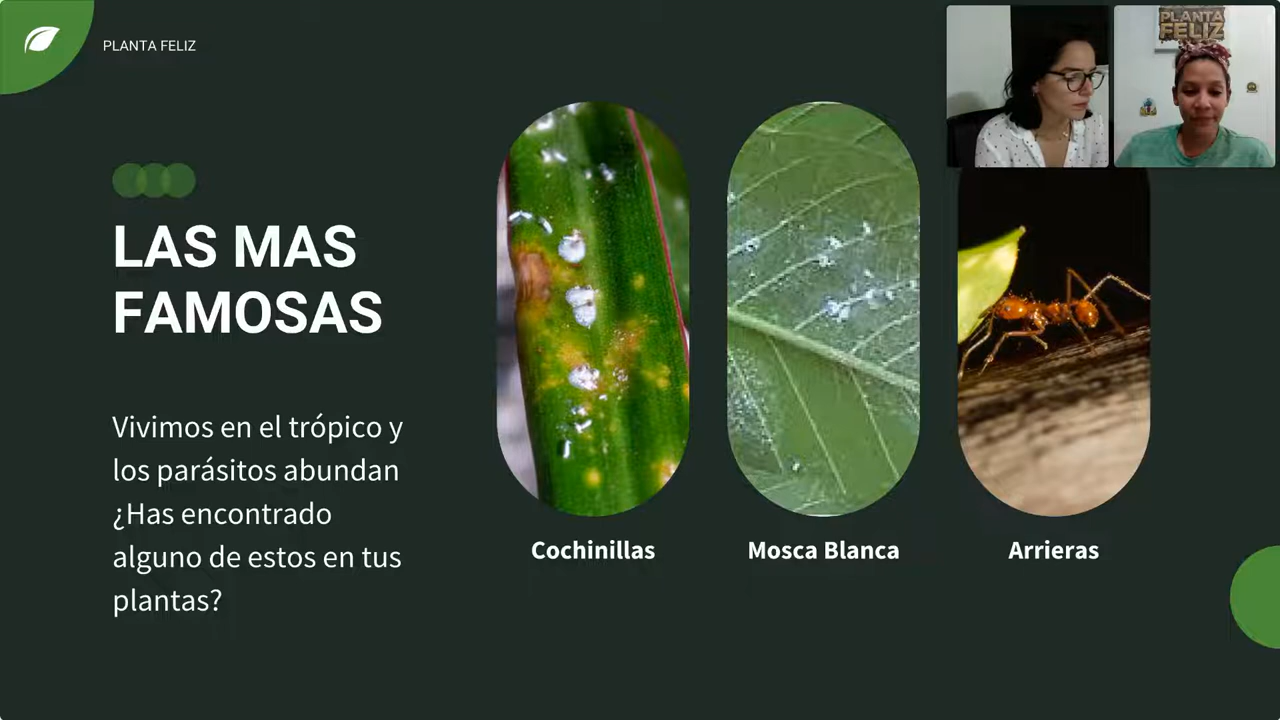 PLANTA FELIZ
PLANTA
FELIZ
LAS MAS
FAMOSAS
Vivimos en el trópico y
los parásitos abundan
¿Has encontrado
alguno de estos en tus
plantas?
Cochinillas
Mosca Blanca
Arrieras